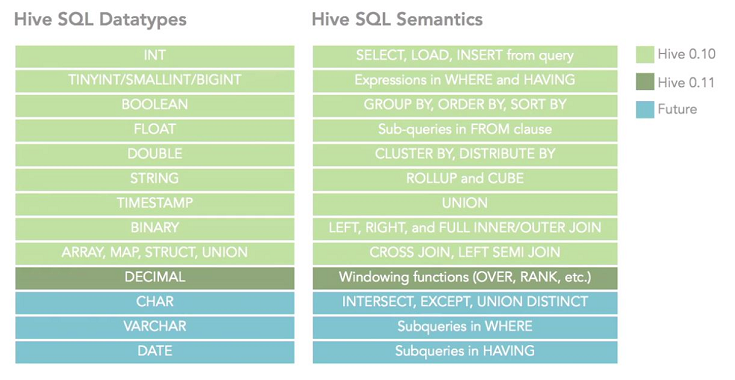 Hive SQL Datatypes
INT
TINYINT/SMALLINT/BIGINT
BOOLEAN
FLOAT
DOUBLE
STRING
TIMESTAMP
BINARY
ARRAY, MAP, STRUCT, UNION
DECIMAL
CHAR
VARCHAR
DATE
Hive SQL Semantics
SELECT, LOAD, INSERT from query
Expressions in WHERE and HAVING
GROUP BY, ORDER BY, SORT BY
Sub-queries in FROM clause
CLUSTER BY, DISTRIBUTE BY
ROLLUP and CUBE
UNION
LEFT, RIGHT, and FULL INNER/OUTER JOIN
CROSS JOIN, LEFT SEMI JOIN
Windowing functions (OVER, RANK, etc.)
INTERSECT, EXCEPT, UNION DISTINCT
Subqueries in WHERE
Subqueries in HAVING
Hive 0.10
Hive 0.11
Future